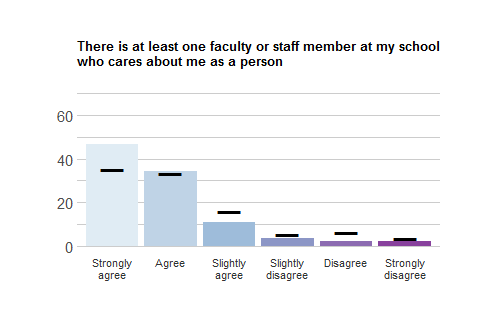 There is at least one faculty or staff member at my school
who cares about me as a person
60
40
20
0
Strongly
agree
Agree
Slightly
agree
Slightly
disagree
Disagree
Strongly
disagree